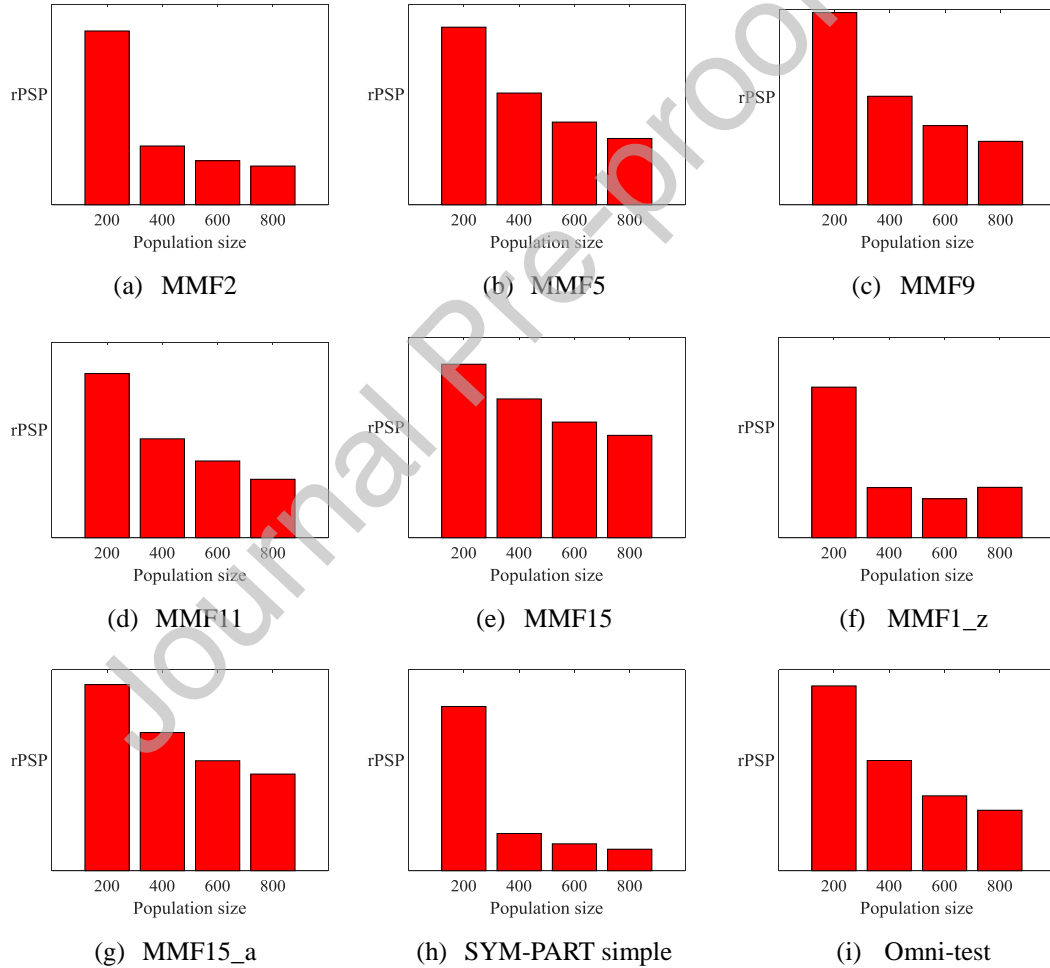 rPSP
200 400 600 800
Population size
(a) MMF2
rPSP
200 400 600 800
Population size
(b) MMF5
rPSP
200 400 600 800
Population size
(c) MMF9
rPSP
200 400 600 800
Population size
(d) MMF11
rPSP
200 400 600 800
Population size
(e) MMF15
rPSP
200 400 600 800
Population size
(f) MMF1_z
rPSP
200 400 600 800
Population size
(g) MMF15_a
rPSP
200 400 600 800
Population size
(h) SYM-PART simple
rPSP
200 400 600 800
Population size
(i) Omni-test
Journal Pre-proof